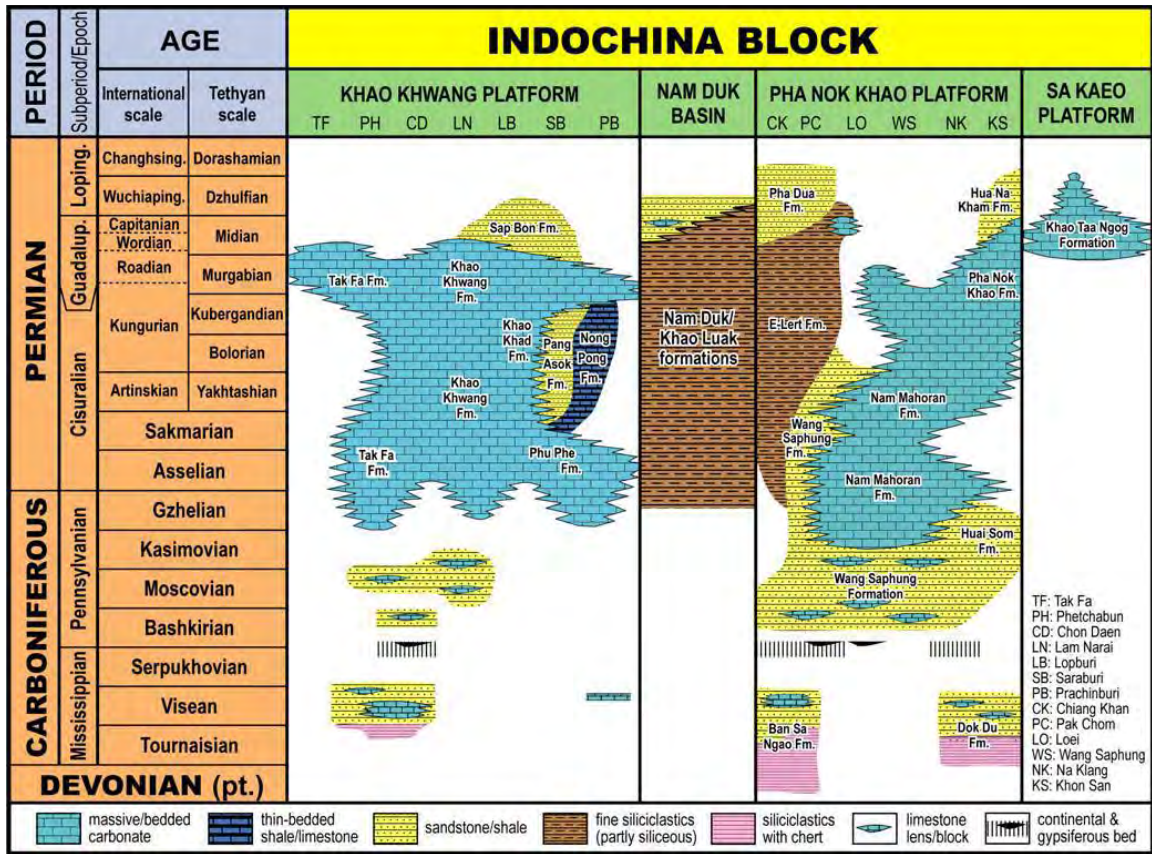 PERIOD
Subperiod/Epoch
AGE
International
scale
Tethyan
scale
INDOCHINA BLOCK
KHAO KHWANG PLATFORM
TF PH CD LN LB SB PB
NAM DUK
BASIN
PHA NOK KHAO PLATFORM
CK PC LO WS NK KS
SA KAEO
PLATFORM
PERMIAN
Loping.
Guadalup.
Cisuralian
Changhsing. Dorashamian
Wuchiaping. Dzhulfian
Capitanian
Wordian
Midian
Roadian
Murgabian
Kungurian
Kubergandian
Bolorian
Artinskian Yakhtashian
Sakmarian
Asselian
CARBONIFEROUS
Pennsylvanian
Mississippian
Gzhelian
Kasimovian
Moscovian
Bashkirian
Serpukhovian
Visean
Tournaisian
DEVONIAN (pt.)
Sap Bon Fm.
Tak Fa Fm.
Khao
Khwang
Fm.
Khao
Khad
Fm.
Pang
Asok
Fm.
Nong
Pong
Fm.
Khao
Khwang
Fm.
Tak Fa
Fm.
Phu Phe
Fm.
Nam Duk/
Khao Luak
formations
Pha Dua
Fm.
Hua Na
Kham Fm.
Pha Nok
Khao Fm.
E-Lert Fm.
Nam Mahoran
Fm.
Wang
Saphung
Fm.
Nam Mahoran
Fm.
Huai Som
Fm.
Wang Saphung
Formation
Ban Sa
Ngao Fm.
Dok Du
Fm.
Khao Taa Ngog
Formation
TF: Tak Fa
PH: Phetchabun
CD: Chon Daen
LN: Lam Narai
LB: Lopburi
SB: Saraburi
PB: Prachinburi
CK: Chiang Khan
PC: Pak Chom
LO: Loei
WS: Wang Saphung
NK: Na Klang
KS: Khon San
massive/bedded
carbonate
thin-bedded
shale/limestone
sandstone/shale
fine siliciclastics
(partly siliceous)
siliciclastics
with chert
limestone
lens/block
continental &
gypsiferous bed